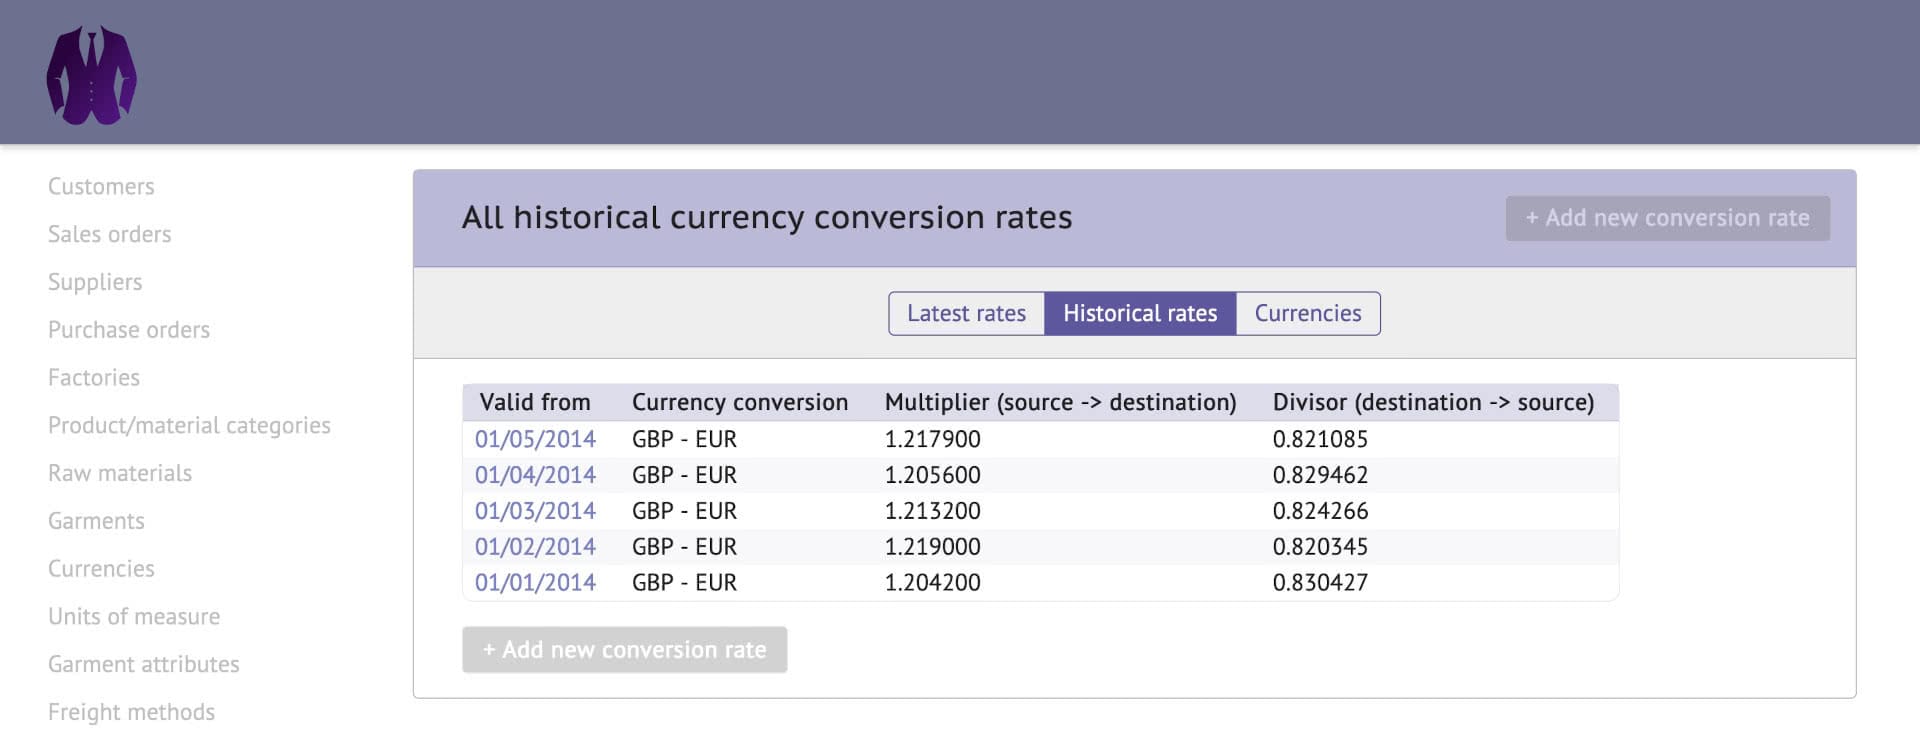 Customers
Sales orders
Suppliers
Purchase orders
Factories
Product/material categories
Raw materials
Garments
Currencies
Units of measure
Garment attributes
Freight methods
All historical currency conversion rates
+ Add new conversion rate
Latest rates Historical rates Currencies
Valid from Currency conversion Multiplier (source -> destination) Divisor (destination -> source)
01/05/2014 GBP - EUR 1.217900 0.821085
01/04/2014 GBP - EUR 1.205600 0.829462
01/03/2014 GBP - EUR 1.213200 0.824266
01/02/2014 GBP - EUR 1.219000 0.820345
01/01/2014 GBP - EUR 1.204200 0.830427
+ Add new conversion rate